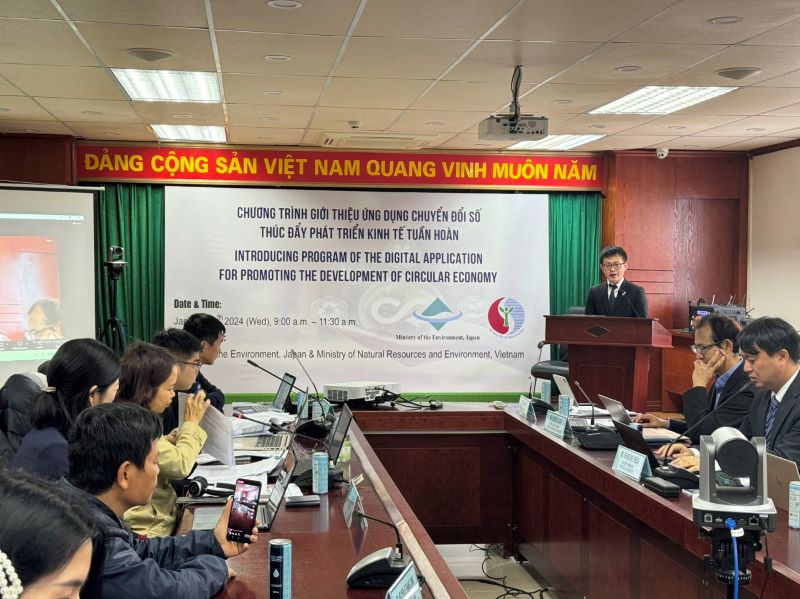 ĐẢNG CỘNG SẢN VIỆT NAM QUANG VINH MUÔN NĂM
CHƯƠNG TRÌNH GIỚI THIỆU ỨNG DỤNG CHUYỂN ĐỔI SỐ
THÚC ĐẨY PHÁT TRIỂN KINH TẾ TUẦN HOÀN
INTRODUCING PROGRAM OF THE DIGITAL APPLICATION
FOR PROMOTING THE DEVELOPMENT OF CIRCULAR ECONOMY
Date & Time:
2024 (Wed), 9:00 a.m. – 11:30 a.m.
Ministry of the Environment, Japan
the Environment, Japan & Ministry of Natural Resources and Environment, Vietnam